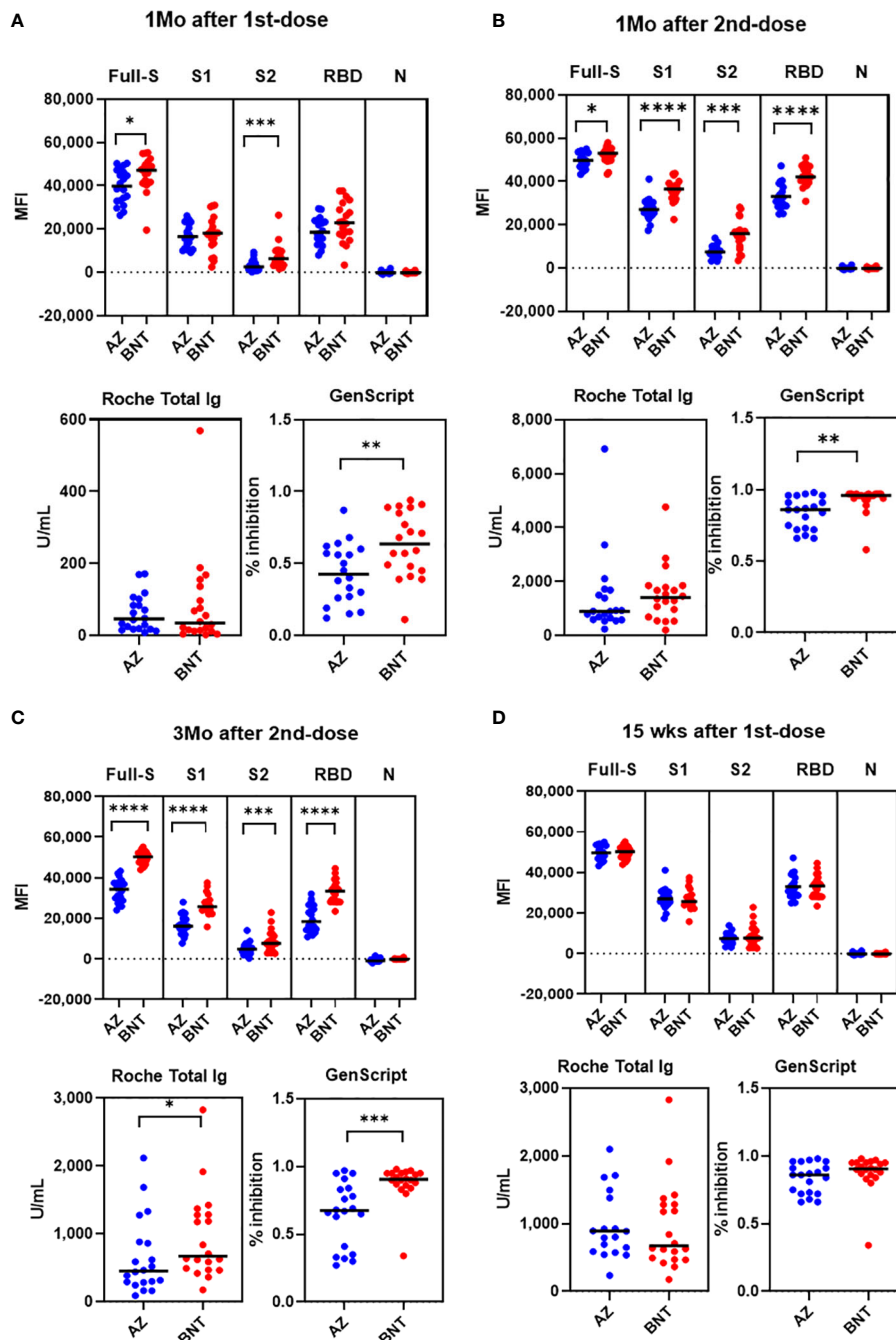 A
1Mo after 1st-dose
Full-S S1 S2 RBD N
80,000
60,000
40,000
20,000
0
-20,000
MFI
* ***
AZ BNT AZ BNT AZ BNT AZ BNT AZ BNT
Roche Total Ig
600
400
200
0
U/mL
AZ BNT
GenScript
1.5
1.0
0.5
0.0
% inhibition
**
AZ BNT
B
1Mo after 2nd-dose
Full-S S1 S2 RBD N
80,000
60,000
40,000
20,000
0
-20,000
MFI
* **** *** ****
AZ BNT AZ BNT AZ BNT AZ BNT AZ BNT
Roche Total Ig
8,000
6,000
4,000
2,000
0
U/mL
AZ BNT
GenScript
1.5
1.0
0.5
0.0
% inhibition
**
AZ BNT
C
3Mo after 2nd-dose
Full-S S1 S2 RBD N
80,000
60,000
40,000
20,000
0
-20,000
MFI
**** **** *** ****
AZ BNT AZ BNT AZ BNT AZ BNT AZ BNT
Roche Total Ig
3,000
2,000
1,000
0
U/mL
*
AZ BNT
GenScript
1.5
1.0
0.5
0.0
% inhibition
***
AZ BNT
D
15 wks after 1st-dose
Full-S S1 S2 RBD N
80,000
60,000
40,000
20,000
0
-20,000
MFI
AZ BNT AZ BNT AZ BNT AZ BNT AZ BNT
Roche Total Ig
3,000
2,000
1,000
0
U/mL
AZ BNT
GenScript
1.5
1.0
0.5
0.0
% inhibition
AZ BNT